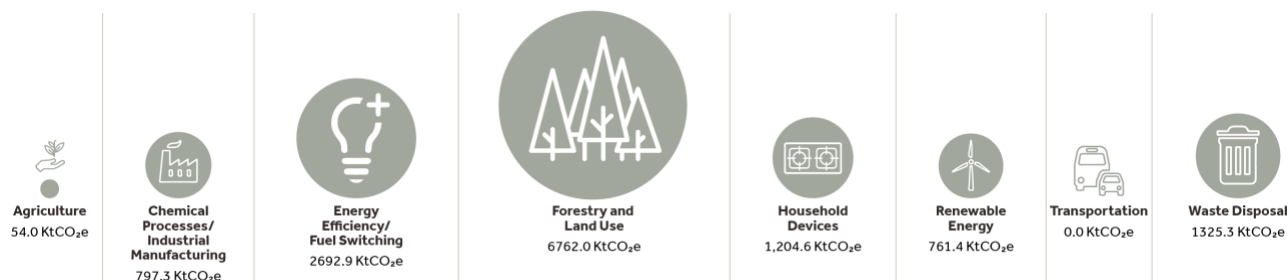 Agriculture
54.0 KtCO₂e
Chemical
Processes/
Industrial
Manufacturing
797.3 KtCO₂e
Energy
Efficiency/
Fuel Switching
2692.9 KtCO₂e
Forestry and
Land Use
6762.0 KtCO₂e
Household
Devices
1,204.6 KtCO₂e
Renewable
Energy
761.4 KtCO₂e
Transportation
0.0 KtCO₂e
Waste Disposal
1325.3 KtCO₂e